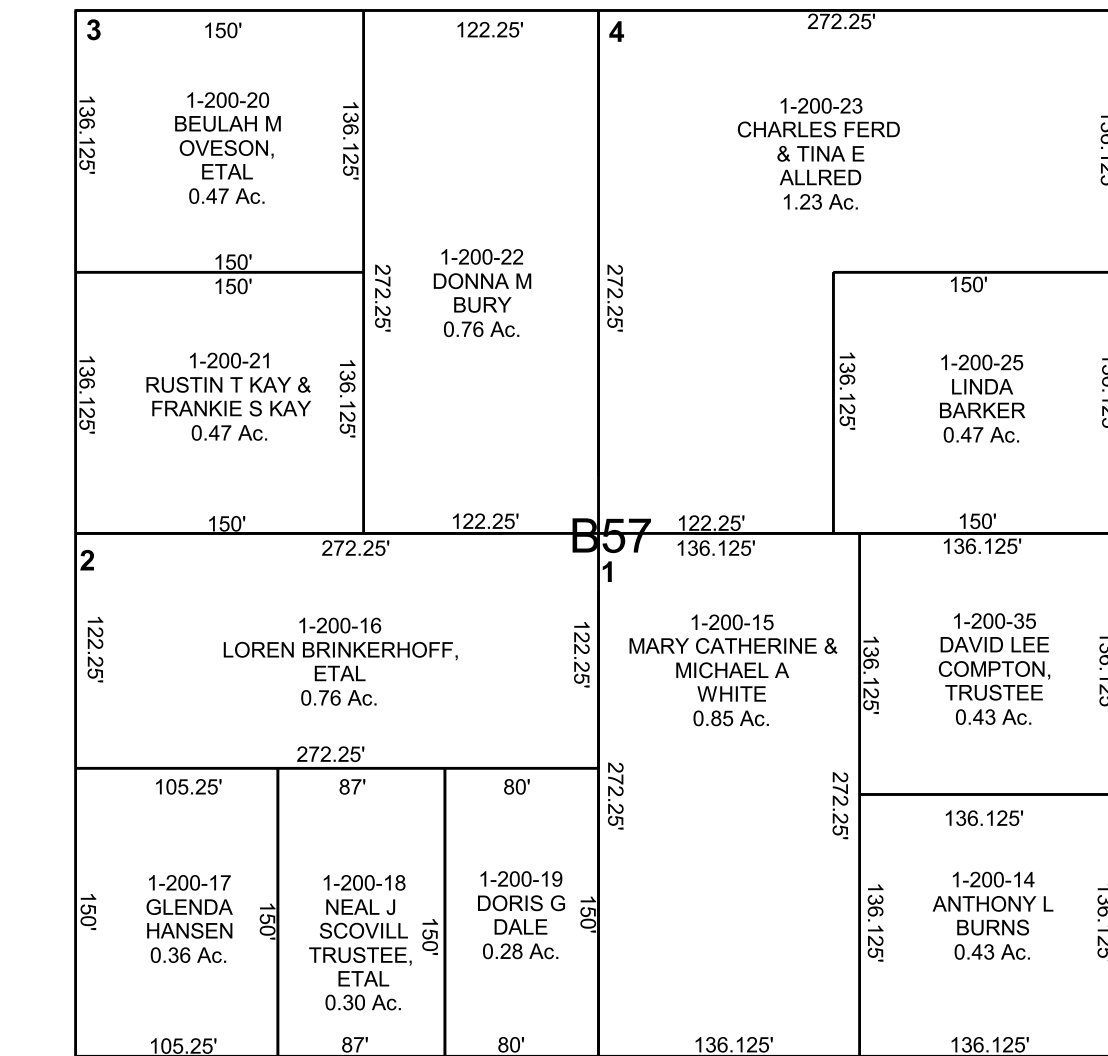 3
150'
122.25'
4
272.25'
136.125'
1-200-20
BEULAH M
OVESON,
ETAL
0.47 Ac.
136.125'
150'
1-200-23
CHARLES FERD
& TINA E
ALLRED
1.23 Ac.
150'
136.125'
1-200-21
RUSTIN T KAY &
FRANKIE S KAY
0.47 Ac.
136.125'
150'
272.25'
1-200-22
DONNA M
BURY
0.76 Ac.
122.25'
272.25'
122.25'
150'
136.125'
1-200-25
LINDA
BARKER
0.47 Ac.
150'
B57
2
272.25'
122.25'
1-200-16
LOREN BRINKERHOFF,
ETAL
0.76 Ac.
122.25'
272.25'
1
136.125'
1-200-15
MARY CATHERINE &
MICHAEL A
WHITE
0.85 Ac.
272.25'
272.25'
136.125'
136.125'
136.125'
1-200-35
DAVID LEE
COMPTON,
TRUSTEE
0.43 Ac.
105.25'
150'
1-200-17
GLENDA
HANSEN
0.36 Ac.
150'
105.25'
87'
1-200-18
NEAL J
SCOVILL
TRUSTEE,
ETAL
0.30 Ac.
150'
87'
80'
1-200-19
DORIS G
DALE
0.28 Ac.
150'
80'
136.125'
136.125'
1-200-14
ANTHONY L
BURNS
0.43 Ac.
136.125'